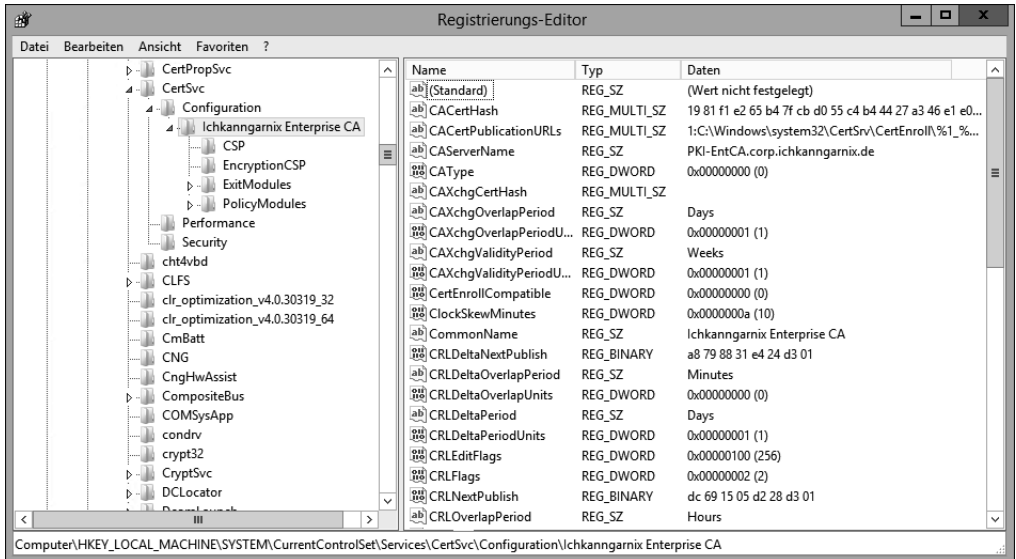 Registrierungs-Editor
Datei Bearbeiten Ansicht Favoriten ?
CertPropSvc
CertSvc
Configuration
Ichkanngarnix Enterprise CA
CSP
EncryptionCSP
ExitModules
PolicyModules
Performance
Security
cht4vbd
CLFS
clr_optimization_v4.0.30319_32
clr_optimization_v4.0.30319_64
CmBatt
CNG
CngHwAssist
CompositeBus
COMSysApp
condrv
crypt32
CryptSvc
DCLocator
Name Typ Daten
(Standard) REG_SZ (Wert nicht festgelegt)
CACertHash REG_MULTI_SZ 19 81 f1 e2 65 b4 7f cb d0 55 c4 b4 44 27 a3 46 e1 e0...
CACertPublicationURLs REG_MULTI_SZ 1:C:\Windows\system32\CertSrv\CertEnroll\%1_%...
CAServerName REG_SZ PKI-EntCA.corp.ichkanngarnix.de
CAType REG_DWORD 0x00000000 (0)
CAXchgCertHash REG_MULTI_SZ
CAXchgOverlapPeriod REG_SZ Days
CAXchgOverlapPeriodU... REG_DWORD 0x00000001 (1)
CAXchgValidityPeriod REG_SZ Weeks
CAXchgValidityPeriodU... REG_DWORD 0x00000001 (1)
CertEnrollCompatible REG_DWORD 0x00000000 (0)
ClockSkewMinutes REG_DWORD 0x0000000a (10)
CommonName REG_SZ Ichkanngarnix Enterprise CA
CRLDeltaNextPublish REG_BINARY a8 79 88 31 e4 24 d3 01
CRLDeltaOverlapPeriod REG_SZ Minutes
CRLDeltaOverlapUnits REG_DWORD 0x00000000 (0)
CRLDeltaPeriod REG_SZ Days
CRLDeltaPeriodUnits REG_DWORD 0x00000001 (1)
CRLEditFlags REG_DWORD 0x00000100 (256)
CRLFlags REG_DWORD 0x00000002 (2)
CRLNextPublish REG_BINARY dc 69 15 05 d2 28 d3 01
CRLOverlapPeriod REG_SZ Hours
Computer\HKEY_LOCAL_MACHINE\SYSTEM\CurrentControlSet\Services\CertSvc\Configuration\Ichkanngarnix Enterprise CA